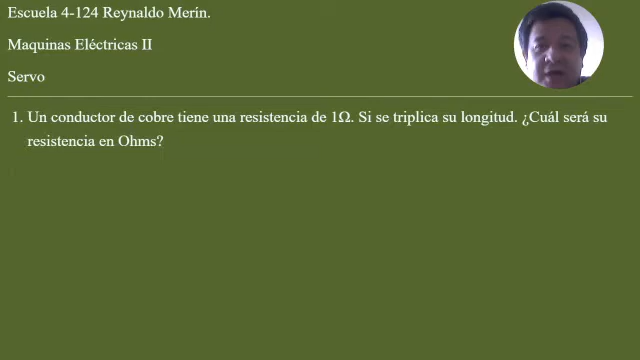 Escuela 4-124 Reynaldo Merín.
Maquinas Eléctricas II
Servo
1. Un conductor de cobre tiene una resistencia de 1Ω. Si se triplica su longitud. ¿Cuál será su
resistencia en Ohms?